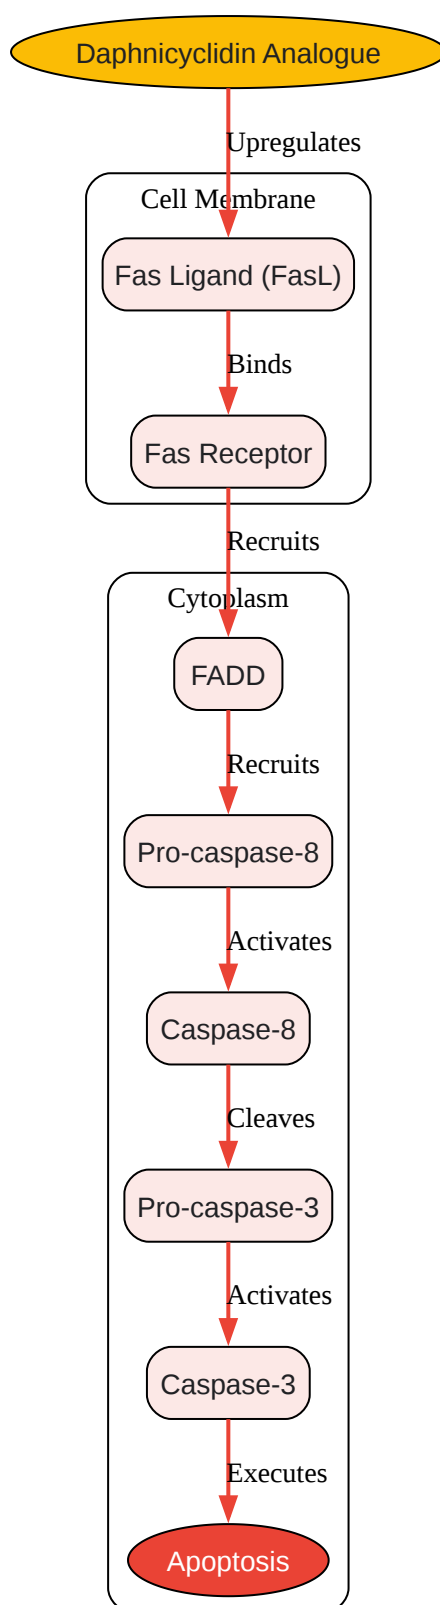 Daphnicyclidin Analogue
Upregulates
Cell Membrane
Fas Ligand (FasL)
Binds
Fas Receptor
Recruits
Cytoplasm
FADD
Recruits
Pro-caspase-8
Activates
Caspase-8
Cleaves
Pro-caspase-3
Activates
Caspase-3
Executes
Apoptosis